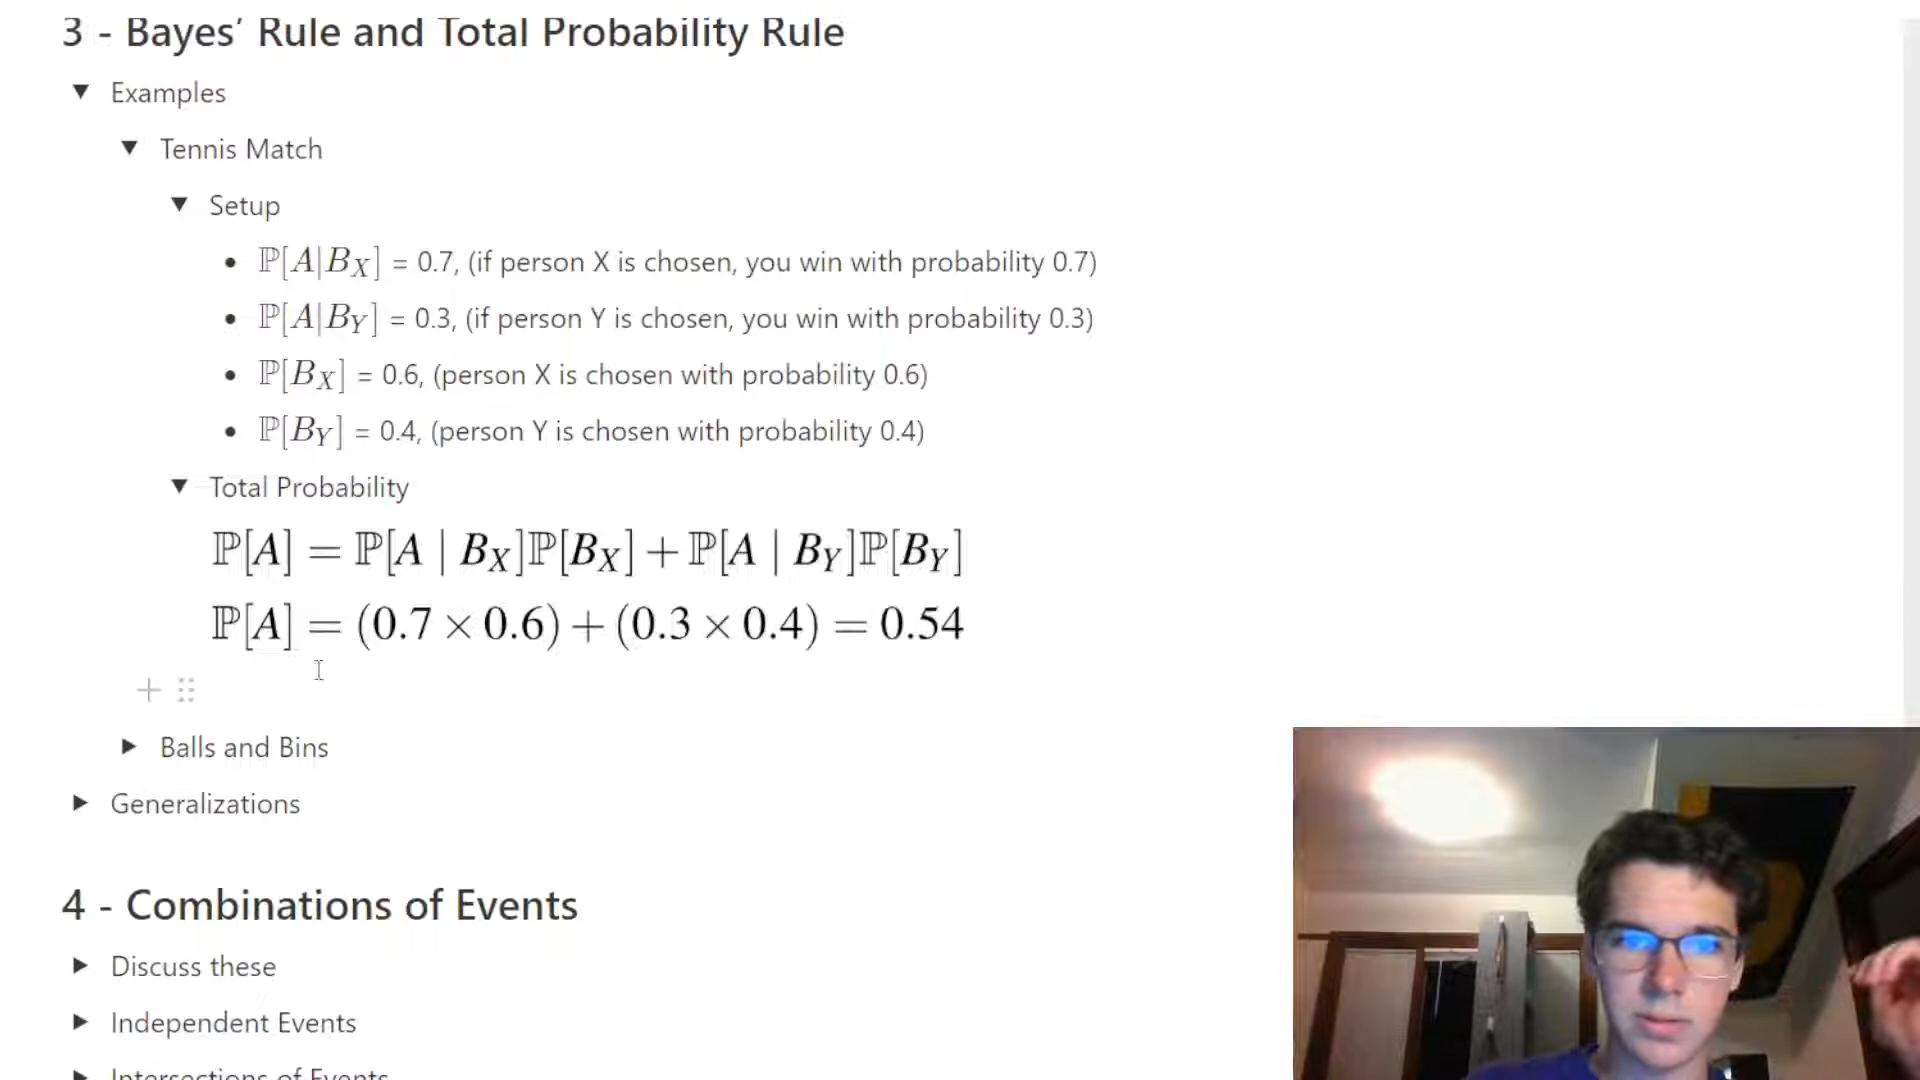 3 - Bayes’ Rule and Total Probability Rule
▼ Examples
▼ Tennis Match
▼ Setup
• ℙ[A|B_X] = 0.7, (if person X is chosen, you win with probability 0.7)
• ℙ[A|B_Y] = 0.3, (if person Y is chosen, you win with probability 0.3)
• ℙ[B_X] = 0.6, (person X is chosen with probability 0.6)
• ℙ[B_Y] = 0.4, (person Y is chosen with probability 0.4)
▼ Total Probability
ℙ[A] = ℙ[A | B_X]ℙ[B_X] + ℙ[A | B_Y]ℙ[B_Y]
ℙ[A] = (0.7 × 0.6) + (0.3 × 0.4) = 0.54
▶ Balls and Bins
▶ Generalizations
4 - Combinations of Events
▶ Discuss these
▶ Independent Events
▶ Intersections of Events